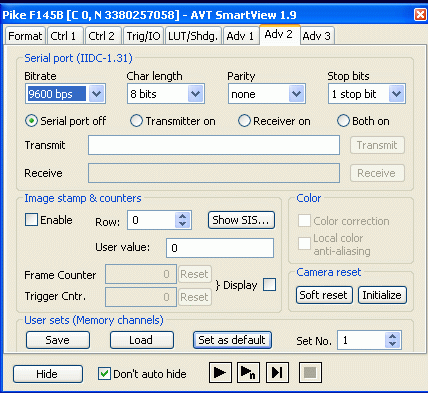 Pike F145B [C 0, N 3380257058] - AVT SmartView 1.9
Format Ctrl 1 Ctrl 2 Trig/IO LUT/Shdg. Adv 1 Adv 2 Adv 3
Serial port (IIDC-1.31)
Bitrate Char length Parity Stop bits
9600 bps 8 bits none 1 stop bit
Serial port off Transmitter on Receiver on Both on
Transmit Transmit
Receive Receive
Image stamp & counters Color
Enable Row: 0 Show SIS... Color correction
User value: 0 Local color
anti-aliasing
Frame Counter 0 Reset } Display Camera reset
Trigger Cntr. 0 Reset Soft reset Initialize
User sets (Memory channels)
Save Load Set as default Set No. 1
Hide Don't auto hide n